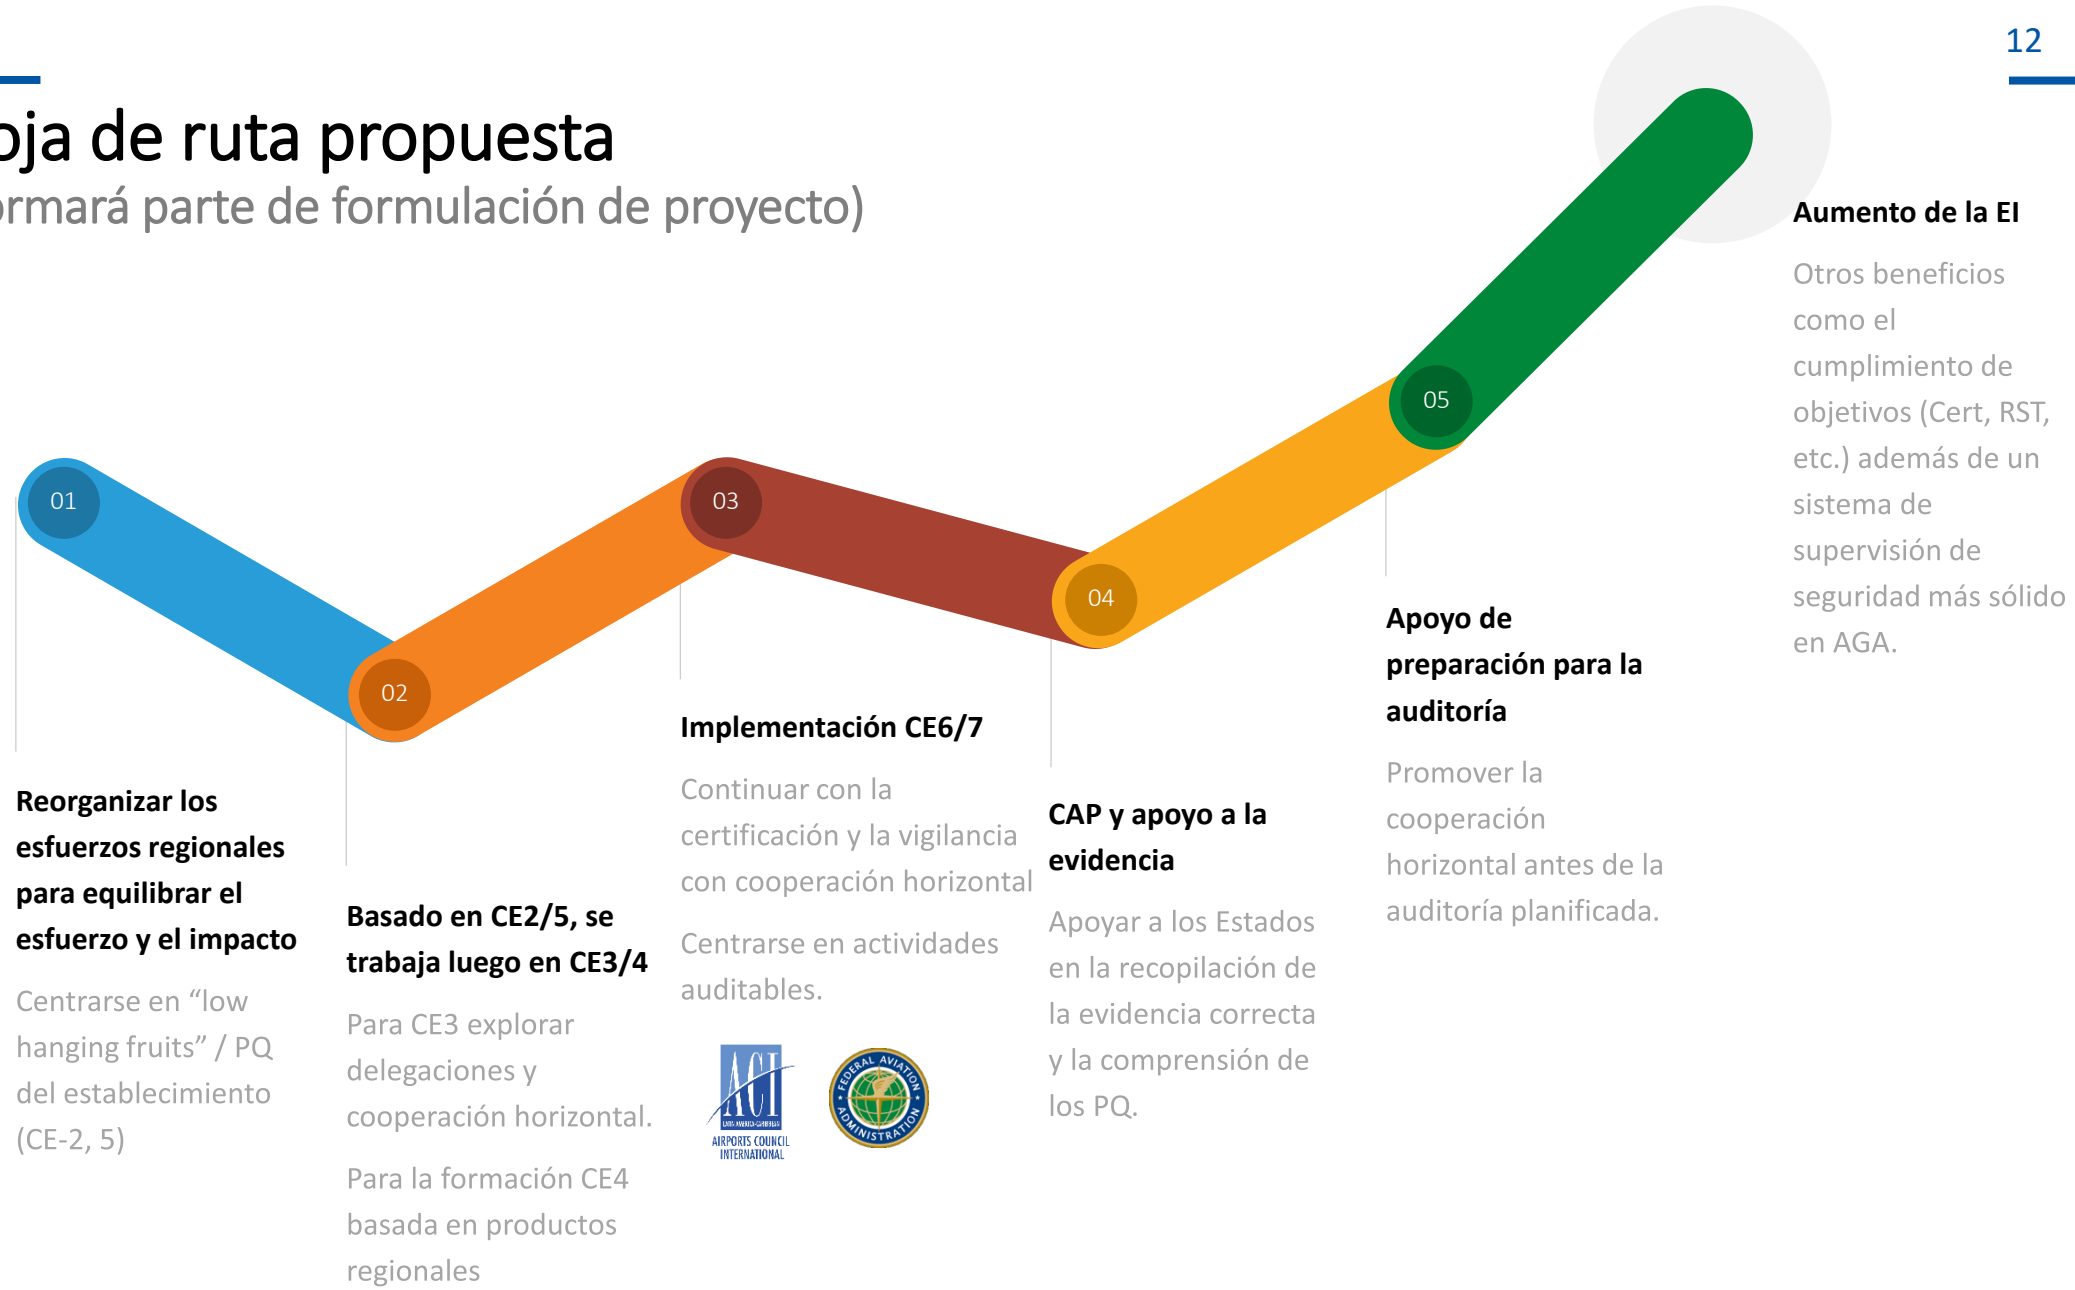 12
oja de ruta propuesta
ormará parte de formulación de proyecto)
01
02
03
04
05
Reorganizar los
esfuerzos regionales
para equilibrar el
esfuerzo y el impacto
Centrarse en “low
hanging fruits” / PQ
del establecimiento
(CE-2, 5)
Basado en CE2/5, se
trabaja luego en CE3/4
Para CE3 explorar
delegaciones y
cooperación horizontal.
Para la formación CE4
basada en productos
regionales
Implementación CE6/7
Continuar con la
certificación y la vigilancia
con cooperación horizontal
Centrarse en actividades
auditables.
ACI
LATIN AMERICA-CARIBBEAN
AIRPORTS COUNCIL
INTERNATIONAL
FEDERAL AVIATION
ADMINISTRATION
CAP y apoyo a la
evidencia
Apoyar a los Estados
en la recopilación de
la evidencia correcta
y la comprensión de
los PQ.
Apoyo de
preparación para la
auditoría
Promover la
cooperación
horizontal antes de la
auditoría planificada.
Aumento de la EI
Otros beneficios
como el
cumplimiento de
objetivos (Cert, RST,
etc.) además de un
sistema de
supervisión de
seguridad más sólido
en AGA.